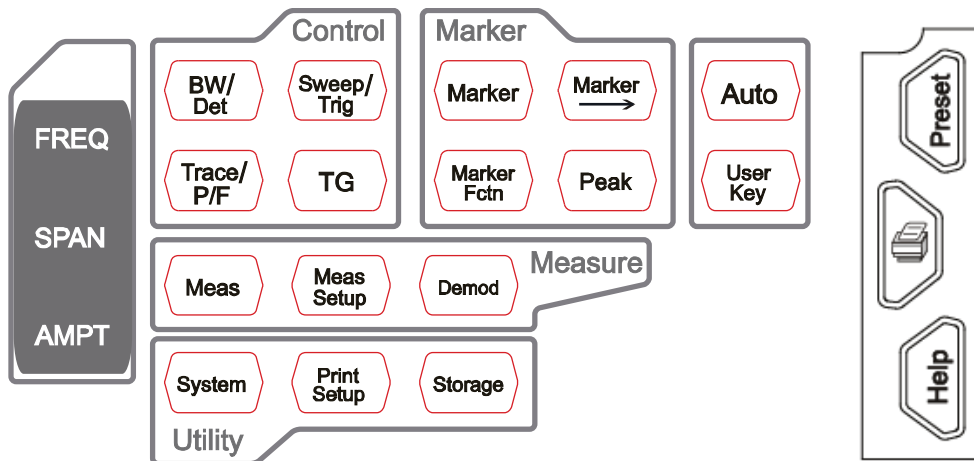 FREQ
SPAN
AMPT
Control
BW/
Det
Sweep/
Trig
Trace/
P/F
TG
Marker
Marker
Marker
Marker
Fctn
Peak
Auto
User
Key
Meas
Meas
Setup
Demod
Measure
System
Print
Setup
Storage
Utility
Preset
Help